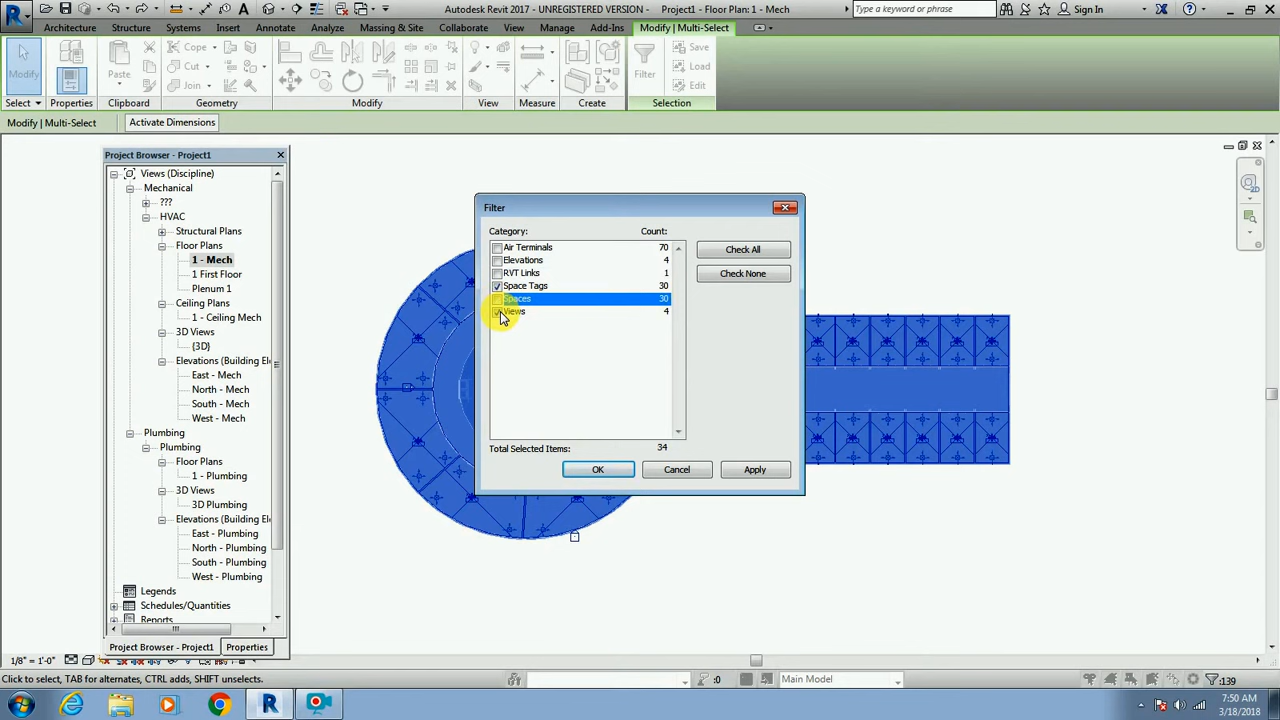 Autodesk Revit 2017 - UNREGISTERED VERSION - Project1 - Floor Plan: 1 - Mech
Type a keyword or phrase
Sign In
Architecture Structure Systems Insert Annotate Analyze Massing & Site Collaborate View Manage Add-Ins Modify | Multi-Select
Modify
Paste
Cope
Cut
Join
Filter
Save
Load
Edit
Select Properties Clipboard Geometry Modify View Measure Create Selection
Modify | Multi-Select Activate Dimensions
Project Browser - Project1
Views (Discipline)
Mechanical
???
HVAC
Structural Plans
Floor Plans
1 - Mech
1 First Floor
Plenum 1
Ceiling Plans
1 - Ceiling Mech
3D Views
{3D}
Elevations (Building El
East - Mech
North - Mech
South - Mech
West - Mech
Plumbing
Plumbing
Floor Plans
1 - Plumbing
3D Views
3D Plumbing
Elevations (Building El
East - Plumbing
North - Plumbing
South - Plumbing
West - Plumbing
Legends
Schedules/Quantities
Reports
Project Browser - Project1 Properties
Filter
Category: Count:
Air Terminals 70
Elevations 4
RVT Links 1
Space Tags 30
Spaces 30
Views 4
Check All
Check None
Total Selected Items: 34
OK Cancel Apply
1/8" = 1'-0"
Click to select, TAB for alternates, CTRL adds, SHIFT unselects.
:0
Main Model
:139
7:50 AM
3/18/2018